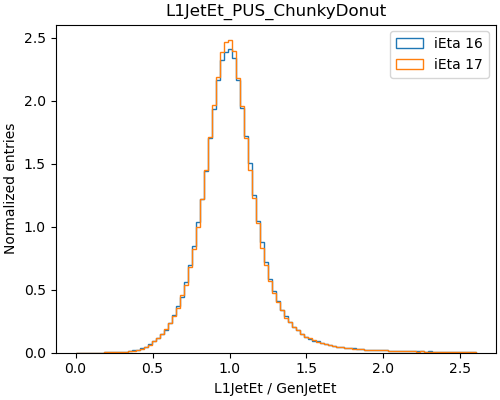 L1JetEt_PUS_ChunkyDonut
iEta 16
iEta 17
Normalized entries
2.5
2.0
1.5
1.0
0.5
0.0
0.0 0.5 1.0 1.5 2.0 2.5
L1JetEt / GenJetEt